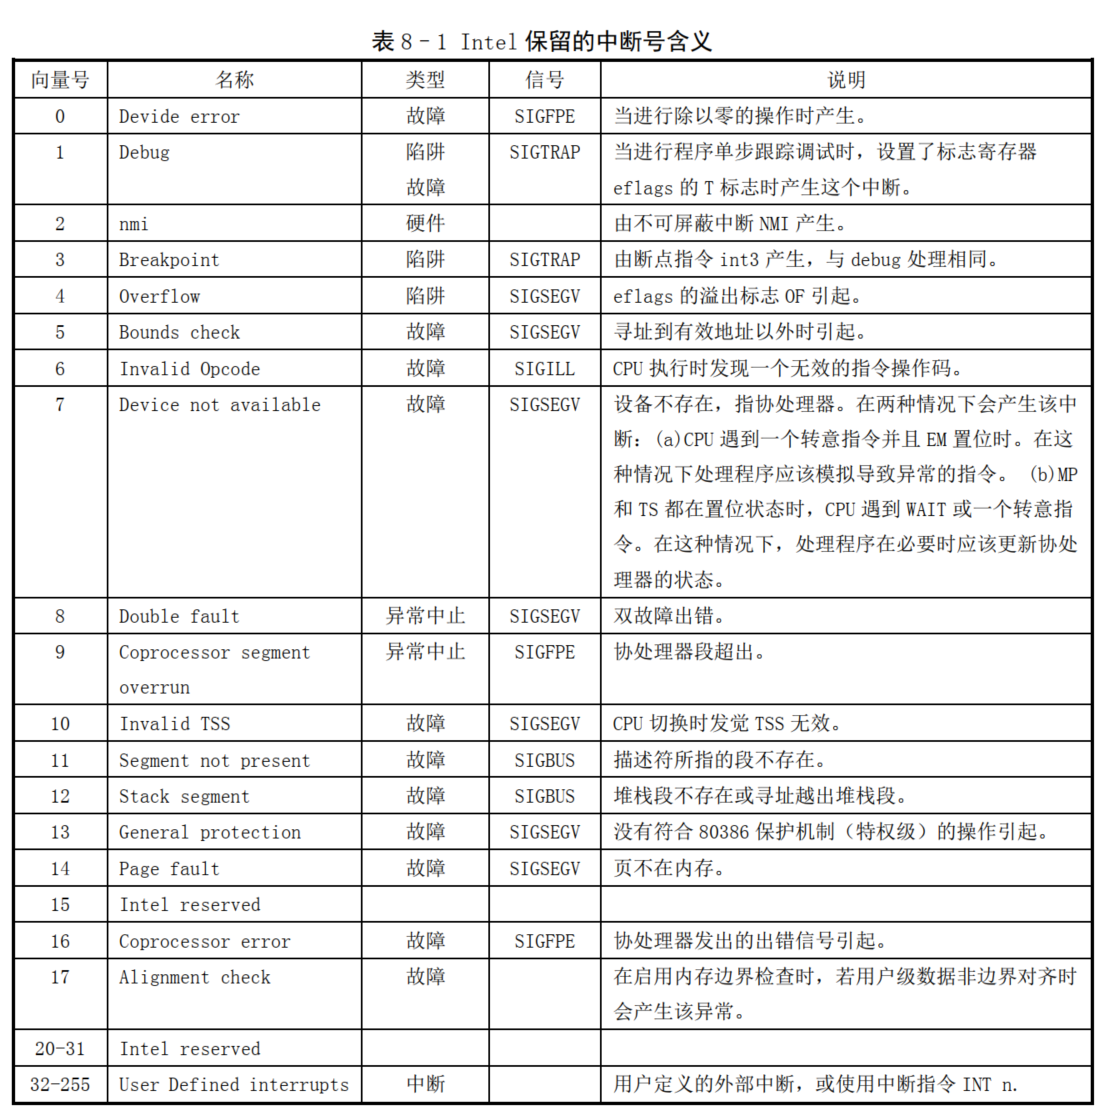 表 8-1 Intel 保留的中断号含义
向量号 名称 类型 信号 说明
0 Devide error 故障 SIGFPE 当进行除以零的操作时产生。
1 Debug 陷阱 SIGTRAP 当进行程序单步跟踪调试时，设置了标志寄存器
故障 eflags 的 T 标志时产生这个中断。
2 nmi 硬件 由不可屏蔽中断 NMI 产生。
3 Breakpoint 陷阱 SIGTRAP 由断点指令 int3 产生，与 debug 处理相同。
4 Overflow 陷阱 SIGSEGV eflags 的溢出标志 OF 引起。
5 Bounds check 故障 SIGSEGV 寻址到有效地址以外时引起。
6 Invalid Opcode 故障 SIGILL CPU 执行时发现一个无效的指令操作码。
7 Device not available 故障 SIGSEGV 设备不存在，指协处理器。在两种情况下会产生该中
断：(a)CPU 遇到一个转意指令并且 EM 置位时。在这
种情况下处理程序应该模拟导致异常的指令。 (b)MP
和 TS 都在置位状态时，CPU 遇到 WAIT 或一个转意指
令。在这种情况下，处理程序在必要时应该更新协处
理器的状态。
8 Double fault 异常中止 SIGSEGV 双故障出错。
9 Coprocessor segment 异常中止 SIGFPE 协处理器段超出。
overrun
10 Invalid TSS 故障 SIGSEGV CPU 切换时发觉 TSS 无效。
11 Segment not present 故障 SIGBUS 描述符所指的段不存在。
12 Stack segment 故障 SIGBUS 堆栈段不存在或寻址越出堆栈段。
13 General protection 故障 SIGSEGV 没有符合 80386 保护机制（特权级）的操作引起。
14 Page fault 故障 SIGSEGV 页不在内存。
15 Intel reserved
16 Coprocessor error 故障 SIGFPE 协处理器发出的出错信号引起。
17 Alignment check 故障 在启用内存边界检查时，若用户级数据非边界对齐时
会产生该异常。
20-31 Intel reserved
32-255 User Defined interrupts 中断 用户定义的外部中断，或使用中断指令 INT n.